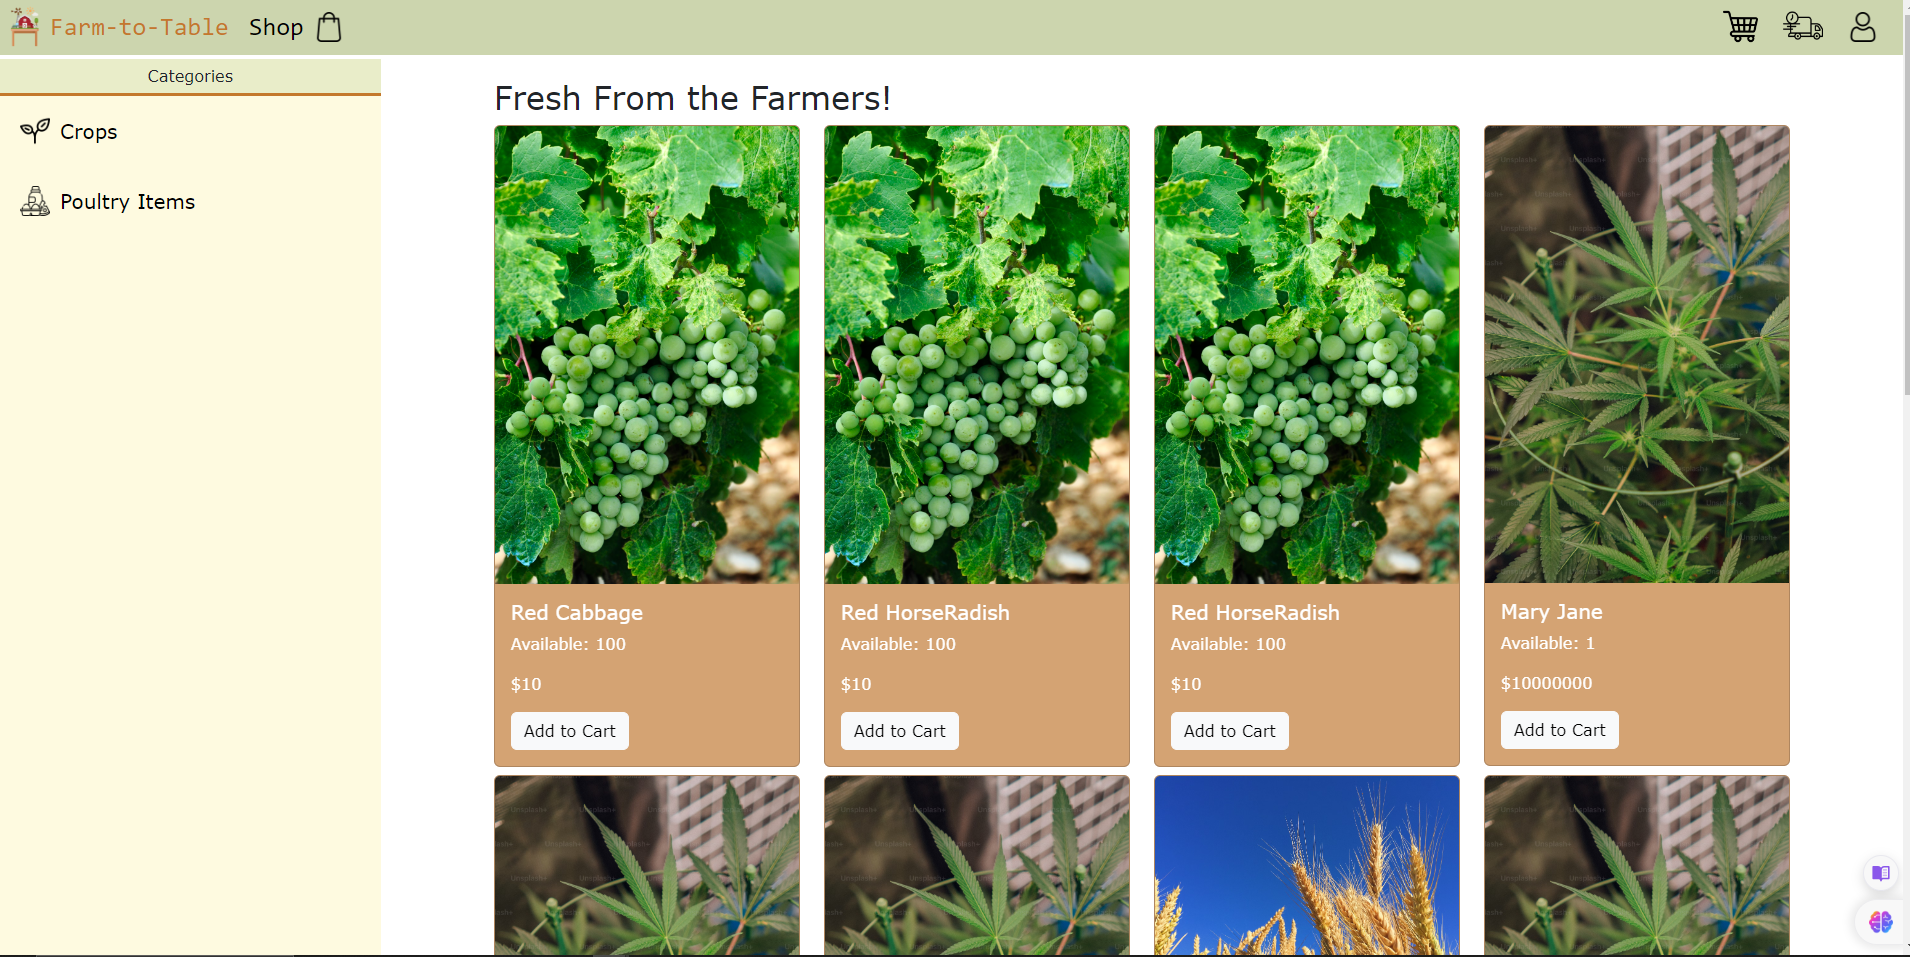 Farm-to-Table Shop
Categories
Crops
Poultry Items
Fresh From the Farmers!
Red Cabbage
Available: 100
$10
Add to Cart
Red HorseRadish
Available: 100
$10
Add to Cart
Red HorseRadish
Available: 100
$10
Add to Cart
Mary Jane
Available: 1
$10000000
Add to Cart